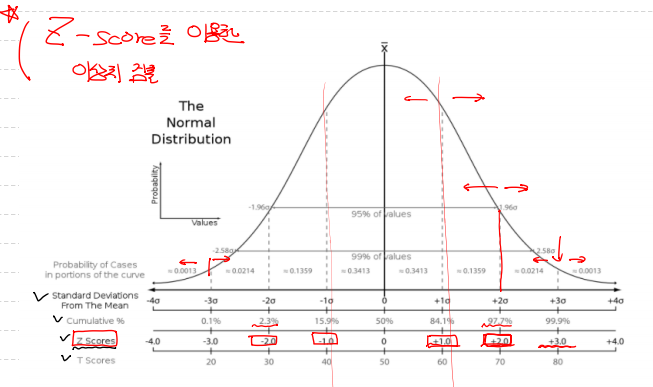 Z-score를 이용한
이상치 검출
X̄
The
Normal
Distribution
Probability
Values
-1.96σ 1.96σ
95% of values
-2.58σ 2.58σ
99% of values
Probability of Cases
in portions of the curve
≈ 0.0013 ≈ 0.0214 ≈ 0.1359 ≈ 0.3413 ≈ 0.3413 ≈ 0.1359 ≈ 0.0214 ≈ 0.0013
Standard Deviations
From The Mean
-4σ -3σ -2σ -1σ 0 +1σ +2σ +3σ +4σ
Cumulative % 0.1% 2.3% 15.9% 50% 84.1% 97.7% 99.9%
Z Scores -4.0 -3.0 -2.0 -1.0 0 +1.0 +2.0 +3.0 +4.0
T Scores 20 30 40 50 60 70 80